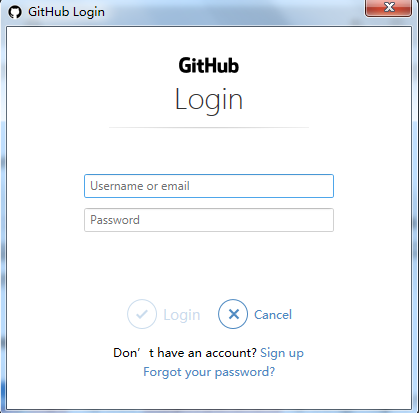 GitHub Login
GitHub
Login
Username or email
Password
Login
Cancel
Don’t have an account? Sign up
Forgot your password?